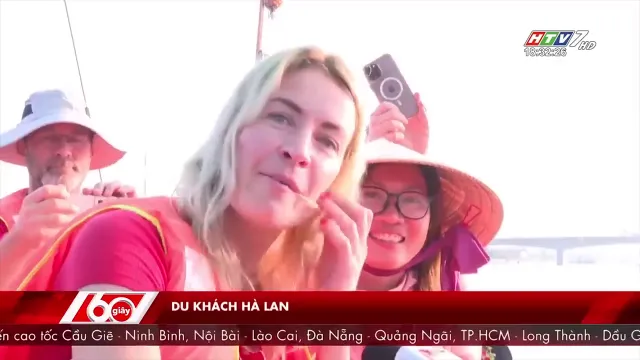 HTV7 HD
18:32:26
60 giây
DU KHÁCH HÀ LAN
ến cao tốc Cầu Giẽ - Ninh Bình, Nội Bài - Lào Cai, Đà Nẵng - Quảng Ngãi, TP.HCM - Long Thành - Dầu G